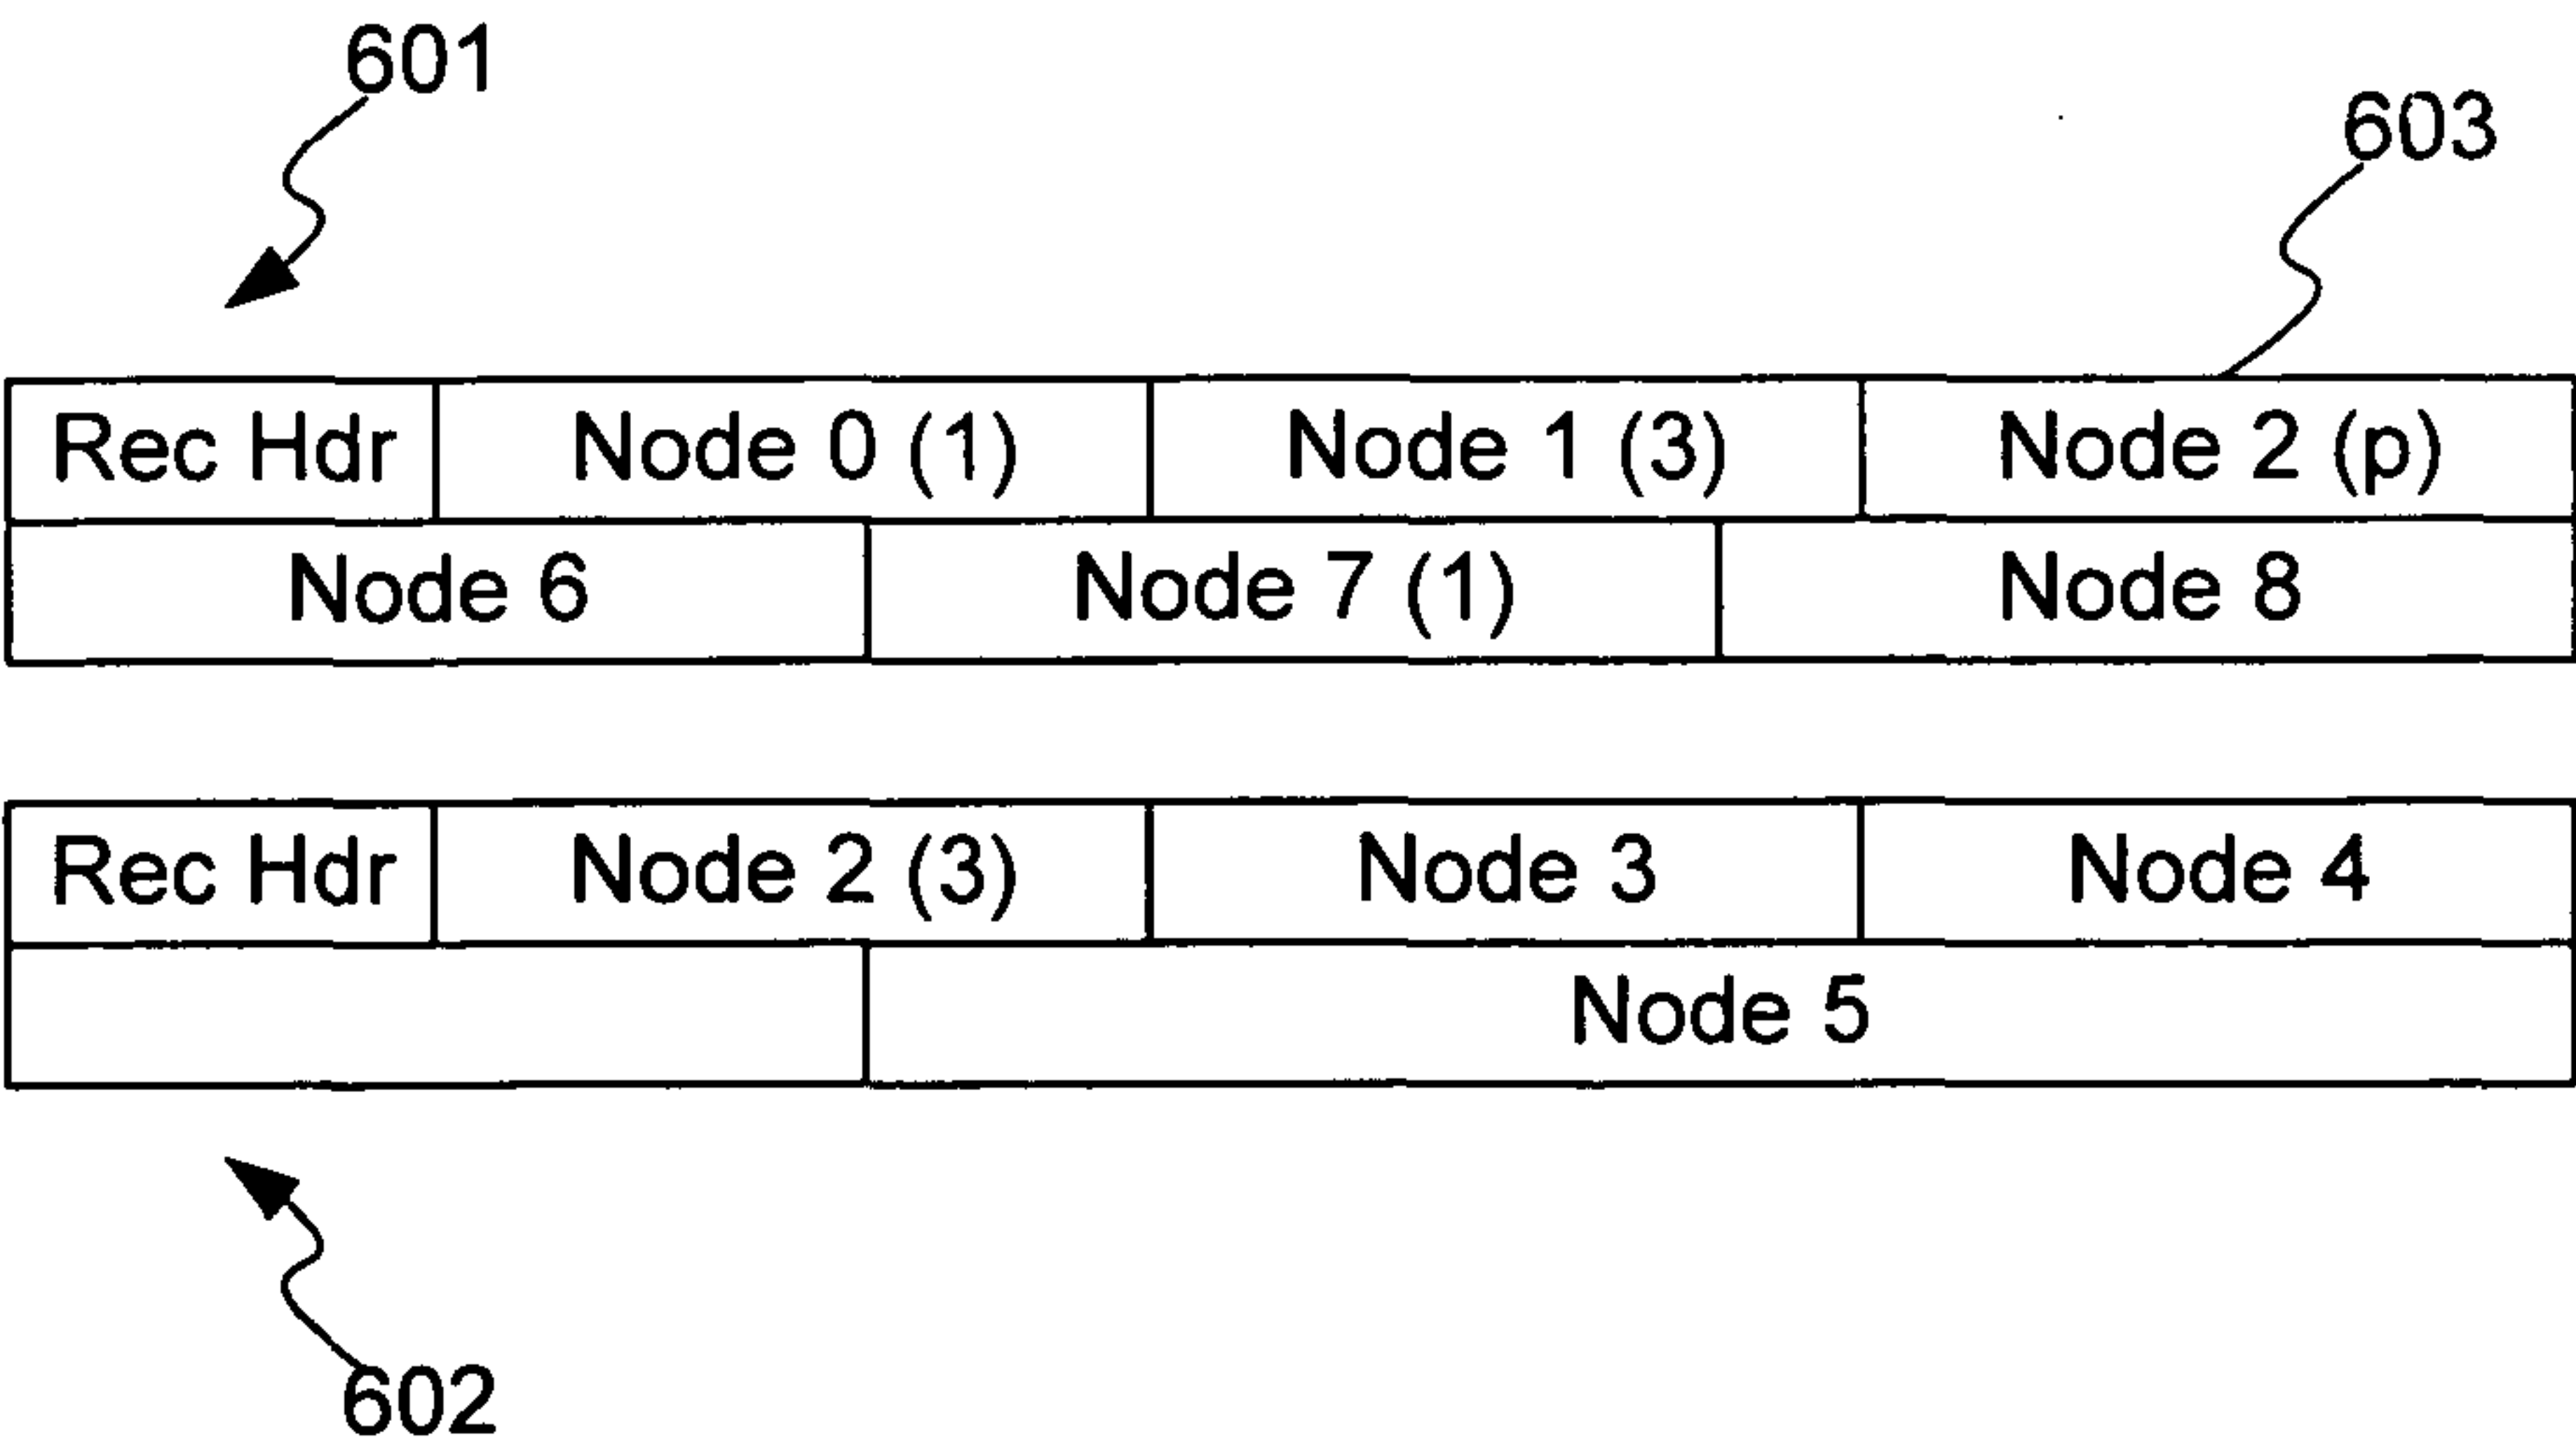 601
603
Rec Hdr Node 0 (1) Node 1 (3) Node 2 (p)
Node 6 Node 7 (1) Node 8
Rec Hdr Node 2 (3) Node 3 Node 4
Node 5
602